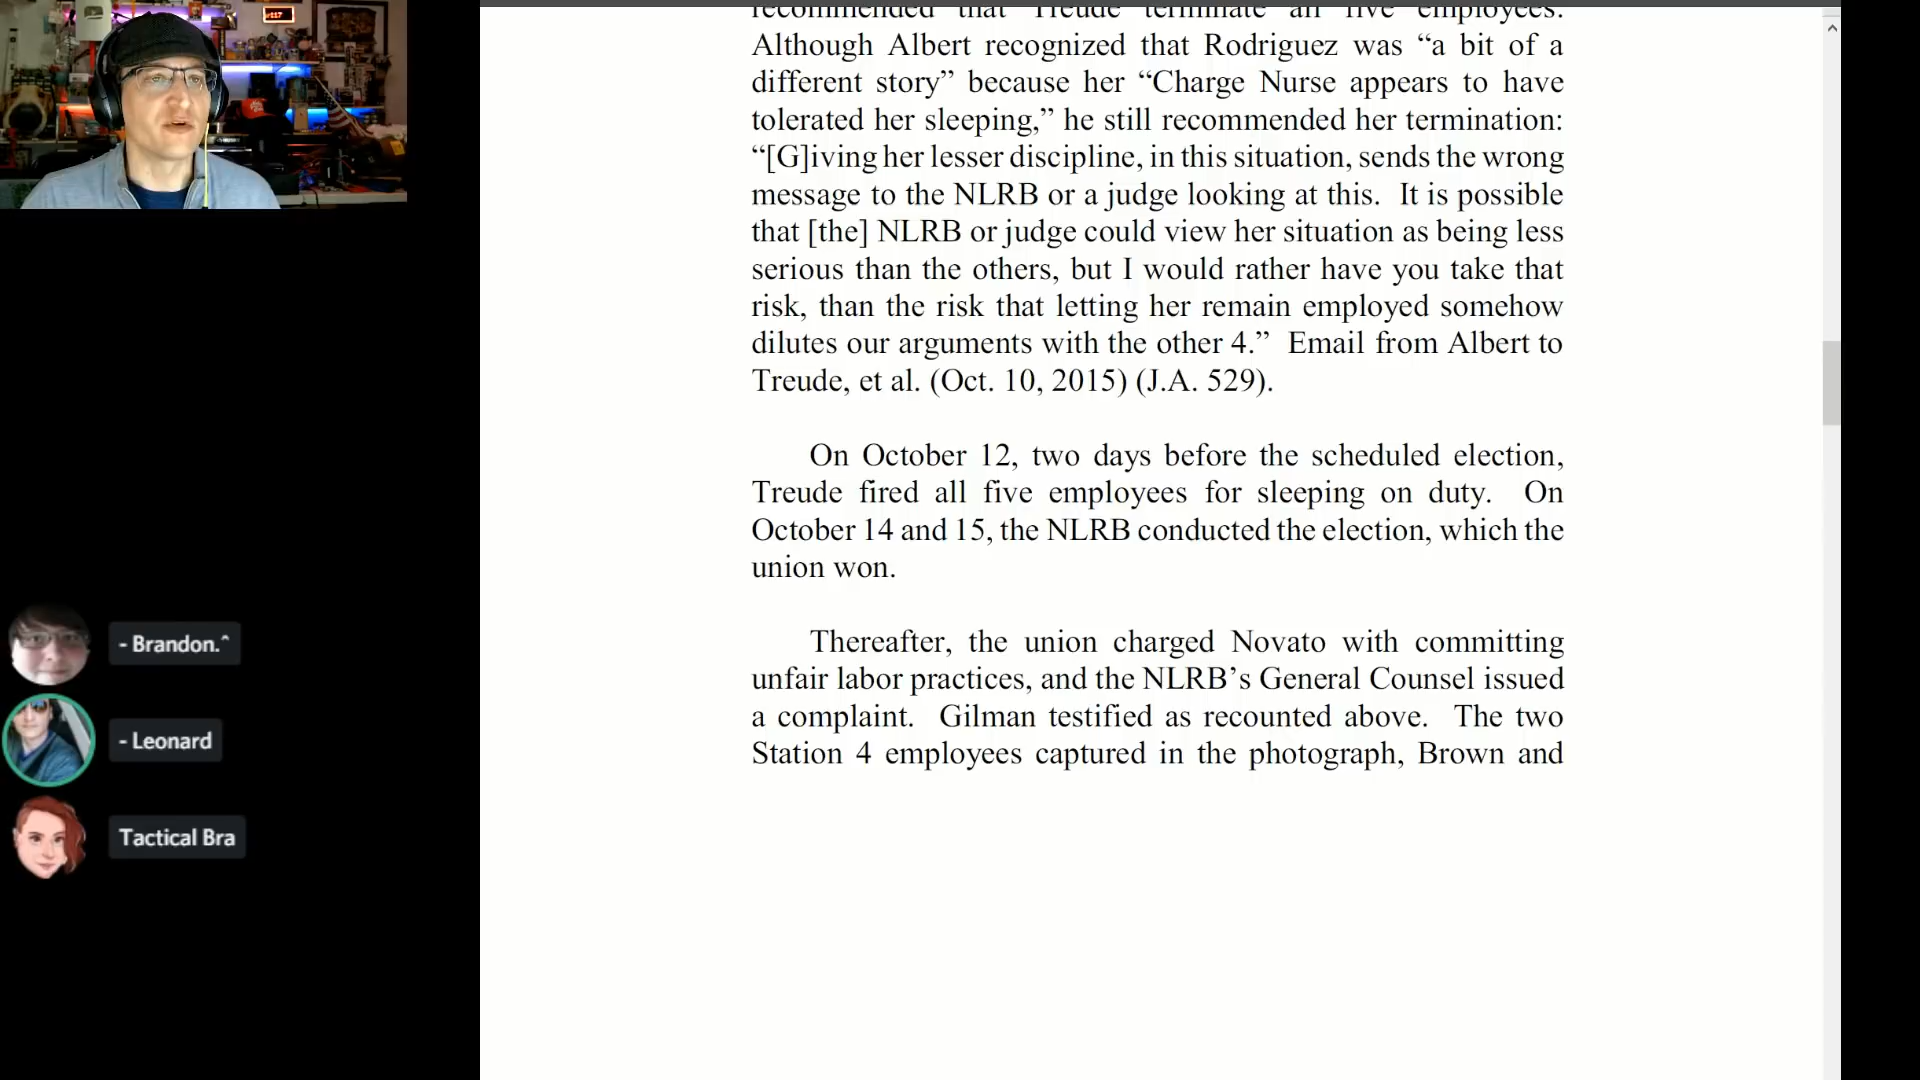 recommended that Treude terminate all five employees.
Although Albert recognized that Rodriguez was “a bit of a
different story” because her “Charge Nurse appears to have
tolerated her sleeping,” he still recommended her termination:
“[G]iving her lesser discipline, in this situation, sends the wrong
message to the NLRB or a judge looking at this. It is possible
that [the] NLRB or judge could view her situation as being less
serious than the others, but I would rather have you take that
risk, than the risk that letting her remain employed somehow
dilutes our arguments with the other 4.” Email from Albert to
Treude, et al. (Oct. 10, 2015) (J.A. 529).
On October 12, two days before the scheduled election,
Treude fired all five employees for sleeping on duty. On
October 14 and 15, the NLRB conducted the election, which the
union won.
Thereafter, the union charged Novato with committing
unfair labor practices, and the NLRB’s General Counsel issued
a complaint. Gilman testified as recounted above. The two
Station 4 employees captured in the photograph, Brown and
- Brandon.^
- Leonard
Tactical Bra